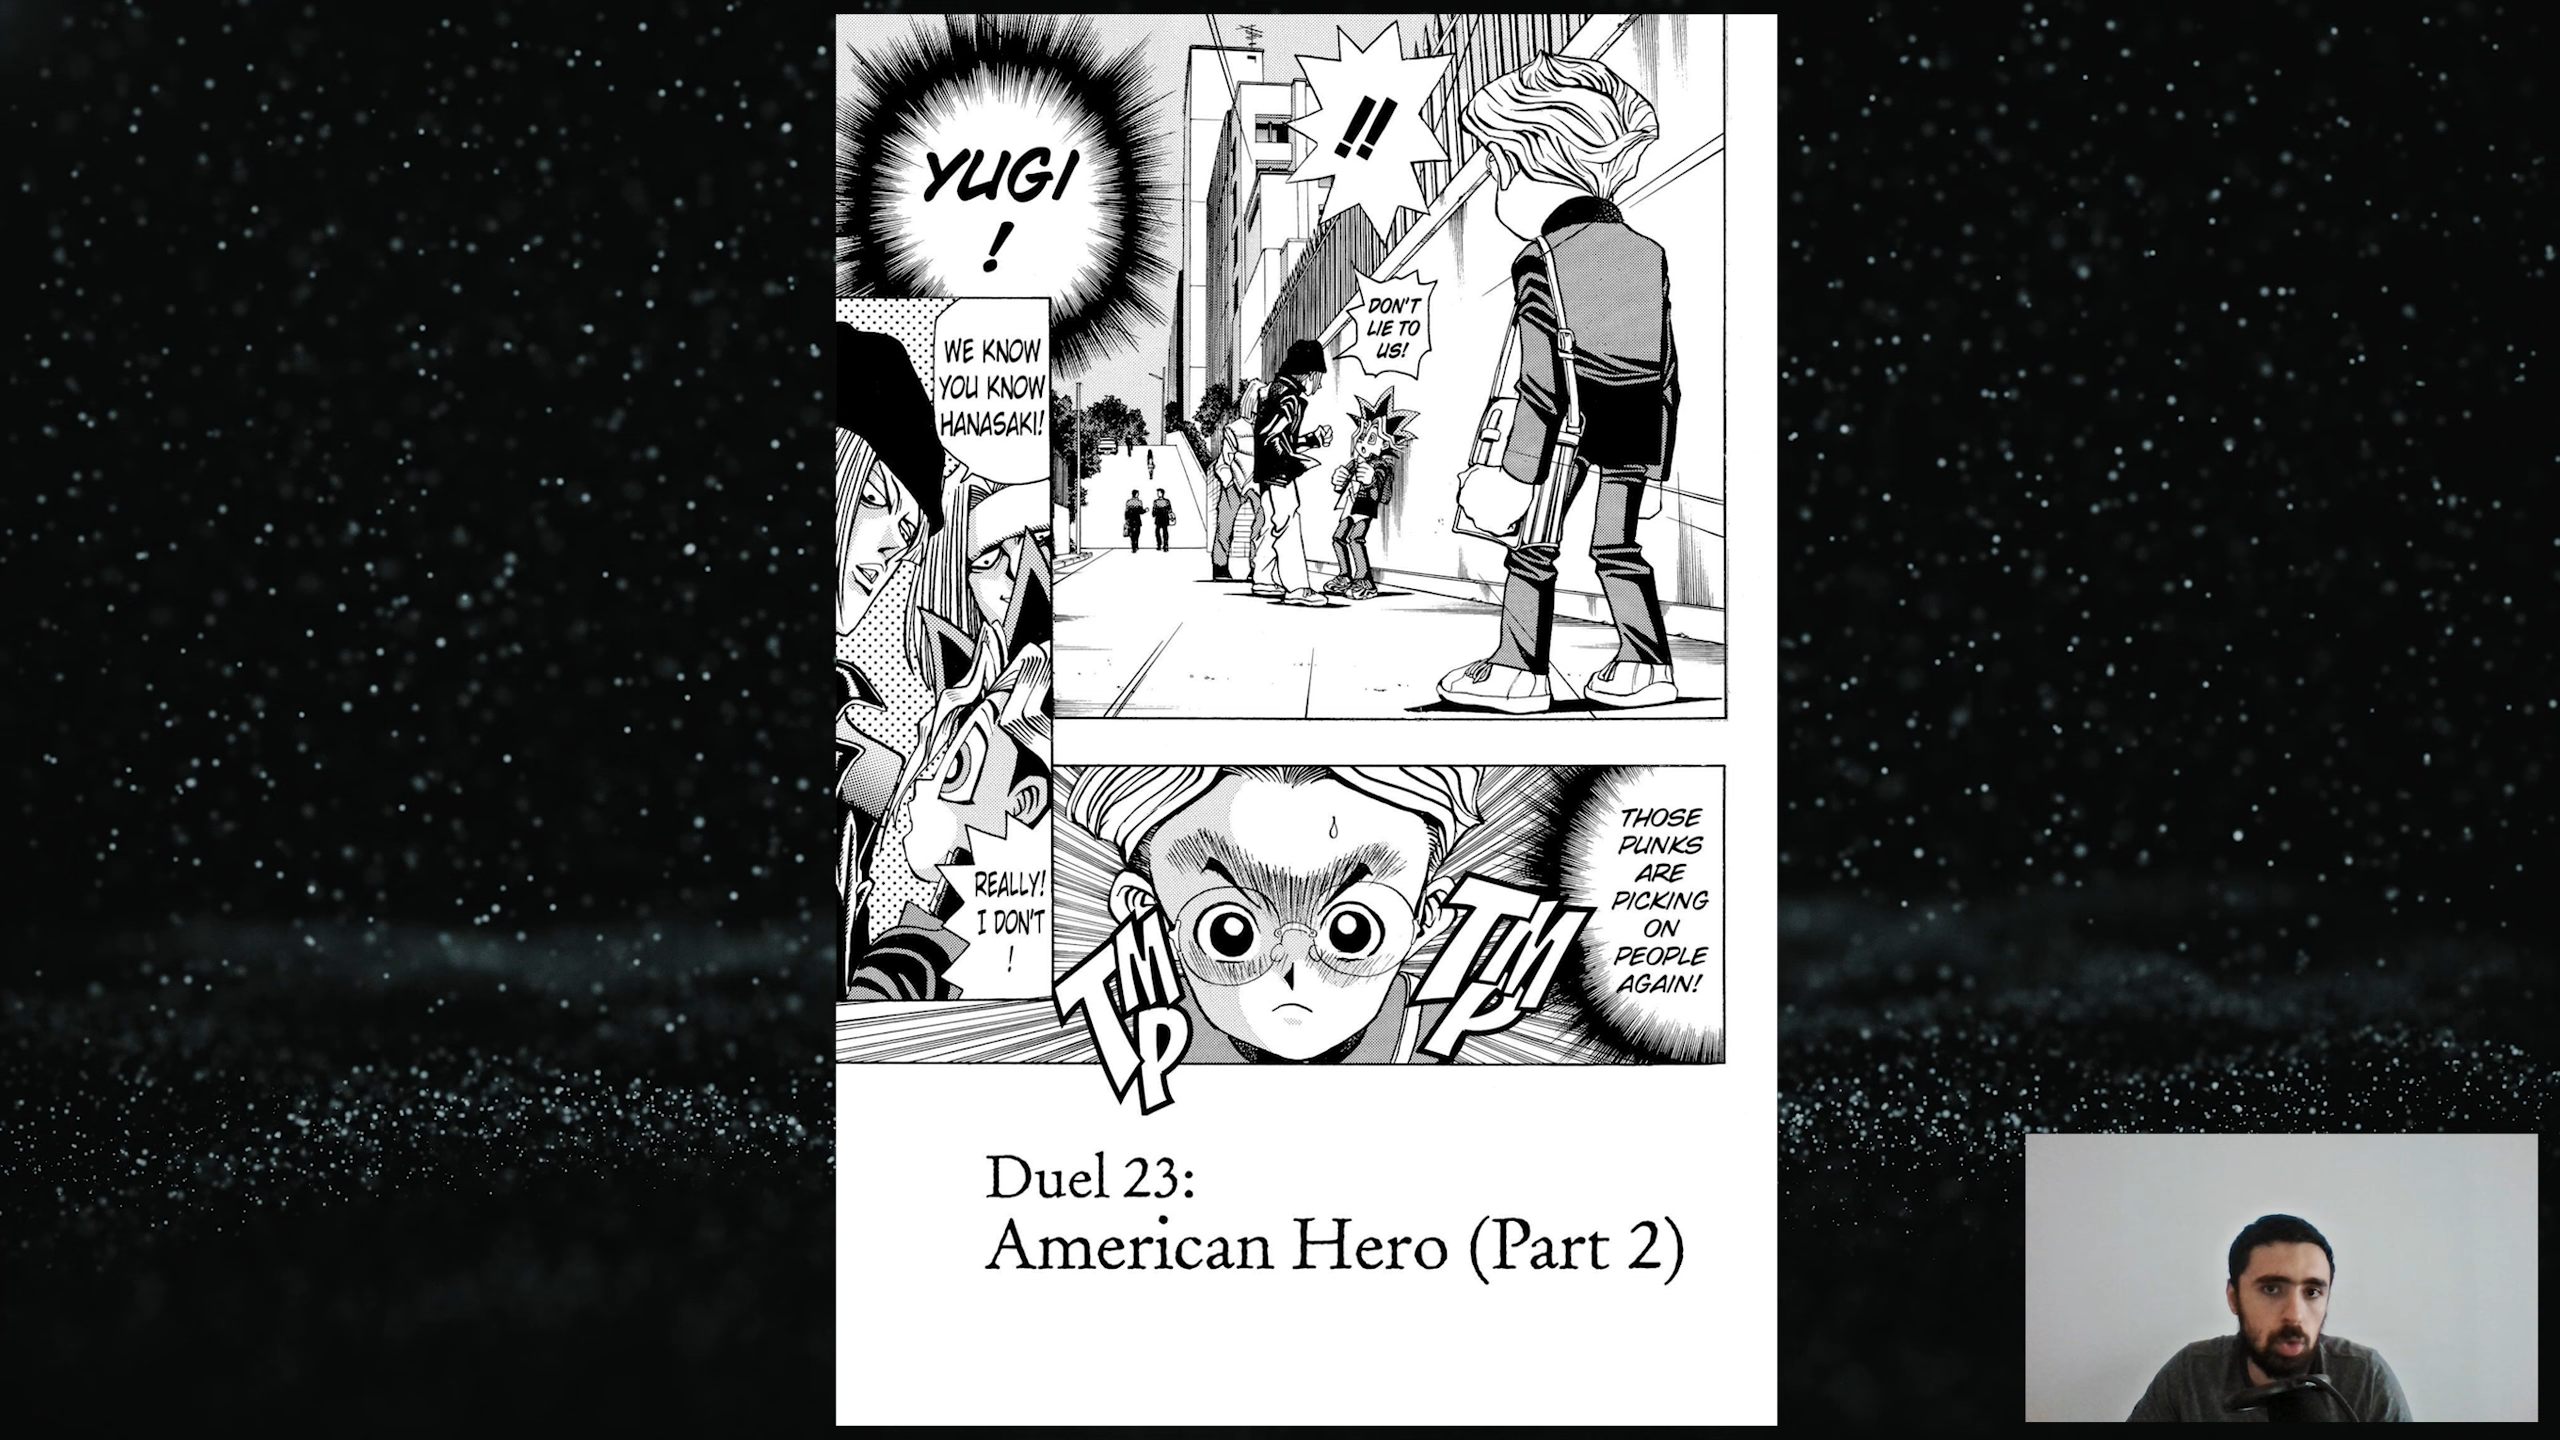 !!
DON'T
LIE TO
US!
YUGI
!
WE KNOW
YOU KNOW
HANASAKI!
REALLY!
I DON'T
!
THOSE
PUNKS
ARE
PICKING
ON
PEOPLE
AGAIN!
TMP
TMP
Duel 23:
American Hero (Part 2)